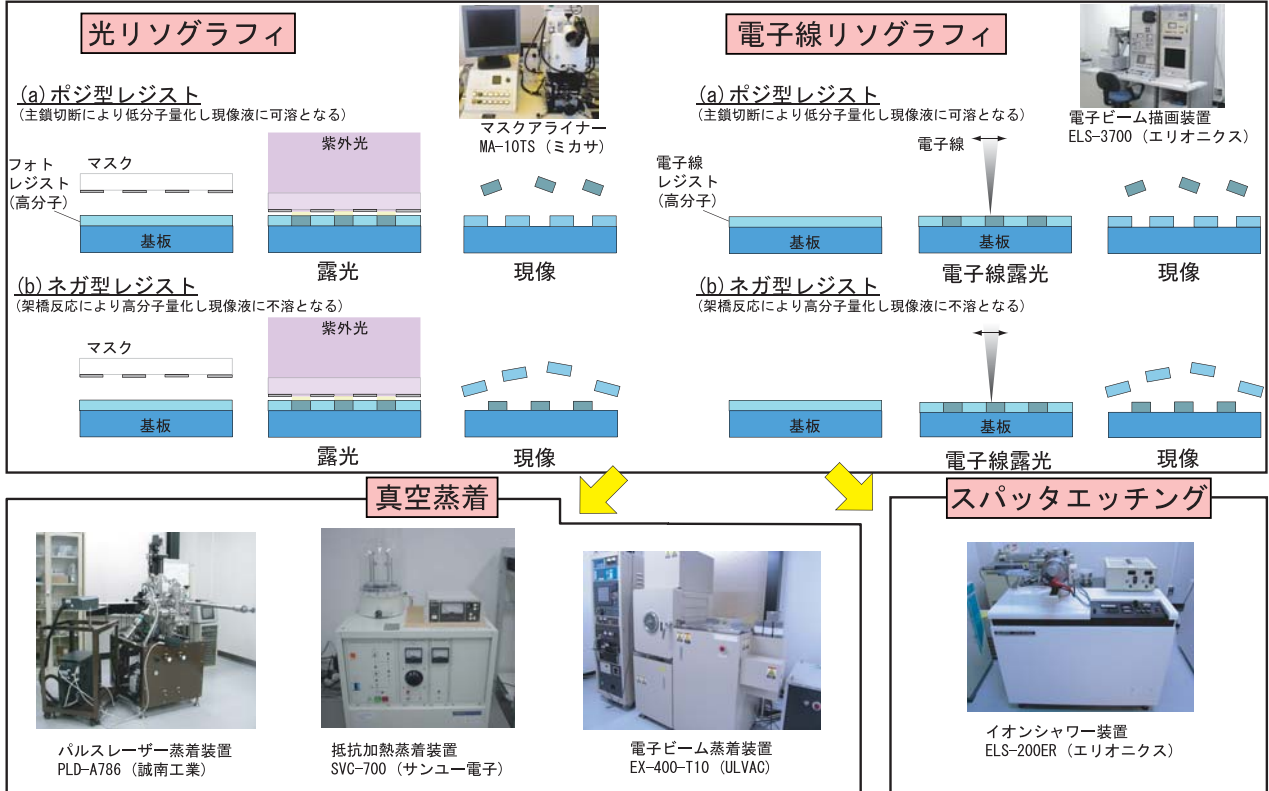 光リソグラフィ
(a)ポジ型レジスト
(主鎖切断により低分子量化し現像液に可溶となる)
マスクアライナー
MA-10TS (ミカサ)
フォト
レジスト
(高分子)
マスク
基板
紫外光
露光
現像
(b)ネガ型レジスト
(架橋反応により高分子量化し現像液に不溶となる)
マスク
基板
紫外光
露光
現像
電子線リソグラフィ
(a)ポジ型レジスト
(主鎖切断により低分子量化し現像液に可溶となる)
電子ビーム描画装置
ELS-3700 (エリオニクス)
電子線
レジスト
(高分子)
基板
電子線
基板
電子線露光
現像
(b)ネガ型レジスト
(架橋反応により高分子量化し現像液に不溶となる)
基板
基板
電子線露光
現像
真空蒸着
パルスレーザー蒸着装置
PLD-A786 (誠南工業)
抵抗加熱蒸着装置
SVC-700 (サンユー電子)
電子ビーム蒸着装置
EX-400-T10 (ULVAC)
スパッタエッチング
イオンシャワー装置
ELS-200ER (エリオニクス)